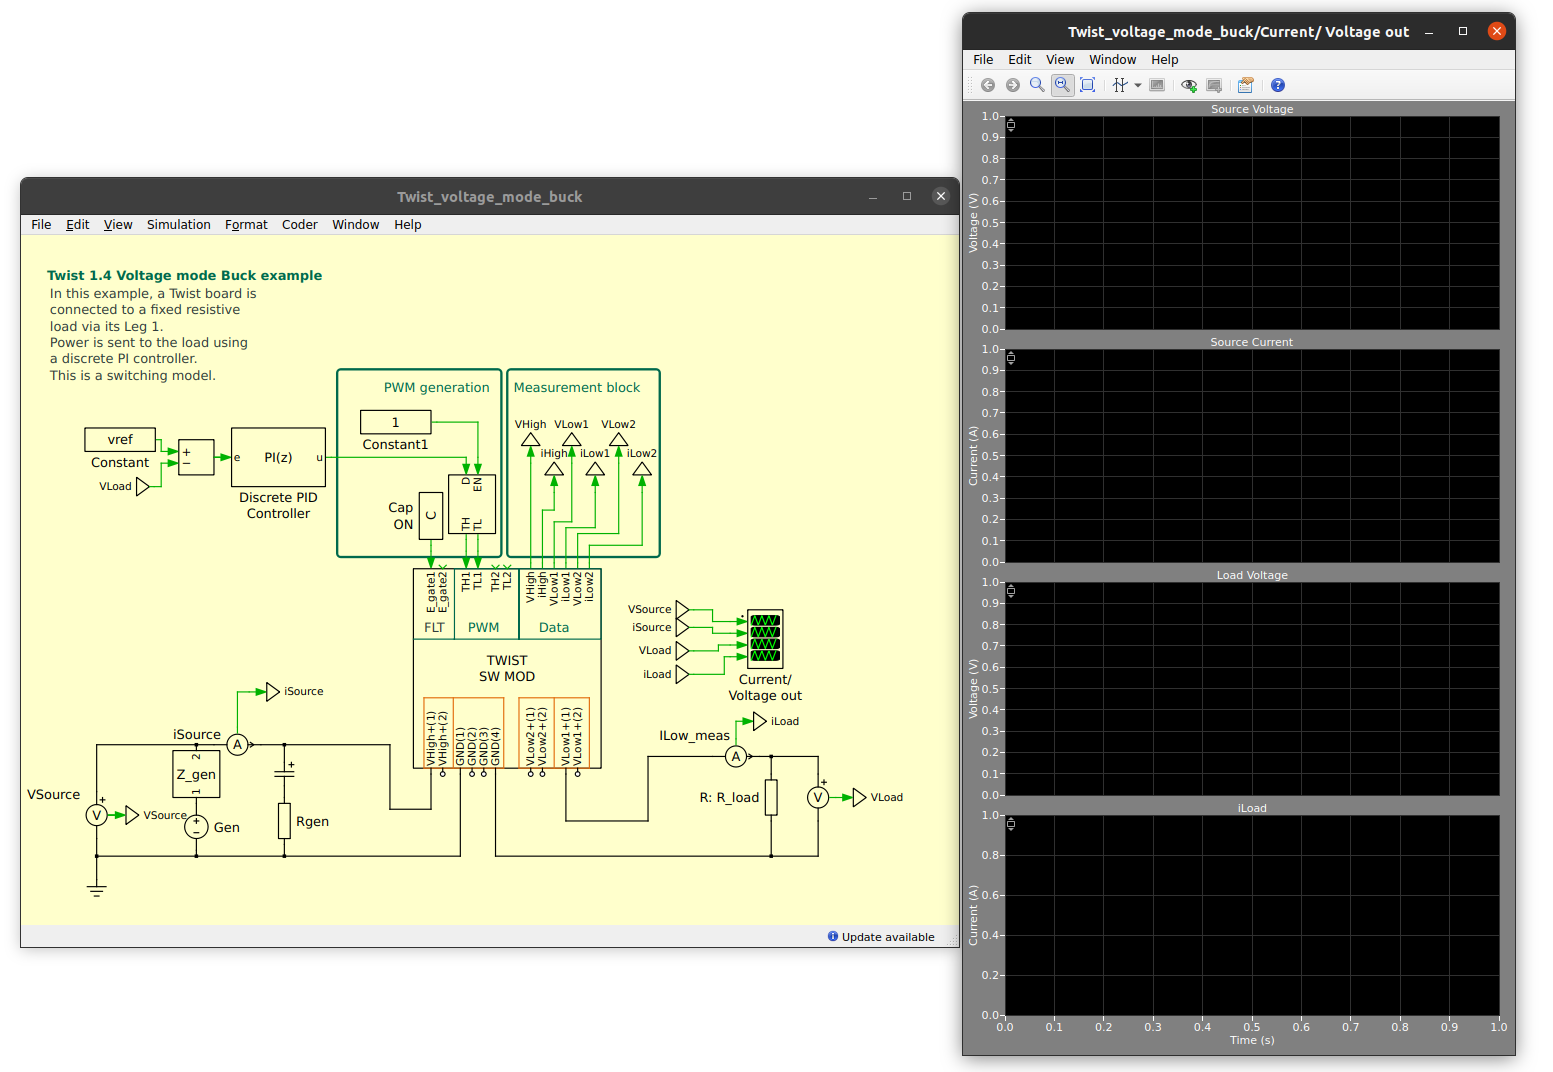 Twist_voltage_mode_buck
File Edit View Simulation Format Coder Window Help
Twist 1.4 Voltage mode Buck example
In this example, a Twist board is
connected to a fixed resistive
load via its Leg 1.
Power is sent to the load using
a discrete PI controller.
This is a switching model.
PWM generation
Measurement block
1
Constant1
VHigh VLow1 VLow2
iHigh iLow1 iLow2
vref
Constant
VLoad
+
−
e PI(z) u
Discrete PID
Controller
Cap
ON
C
D
EN
TH
TL
E_gate1
E_gate2
TH1
TL1
TH2
TL2
VHigh
iHigh
VLow1
iLow1
VLow2
iLow2
FLT PWM Data
TWIST
SW MOD
VHigh+(1)
VHigh+(2)
GND(1)
GND(2)
GND(3)
GND(4)
VLow2+(1)
VLow2+(2)
VLow1+(1)
VLow1+(2)
VSource
iSource
VLoad
iLoad
Current/
Voltage out
iSource
iSource
A
2
Z_gen
1
VSource
+
V
VSource
+
−
Gen
+
Rgen
ILow_meas
A
iLoad
R: R_load
+
V
VLoad
Update available
Twist_voltage_mode_buck/Current/ Voltage out
File Edit View Window Help
Source Voltage
1.0
0.9
0.8
0.7
0.6
0.5
0.4
0.3
0.2
0.1
0.0
Voltage (V)
Source Current
1.0
0.9
0.8
0.7
0.6
0.5
0.4
0.3
0.2
0.1
0.0
Current (A)
Load Voltage
1.0
0.9
0.8
0.7
0.6
0.5
0.4
0.3
0.2
0.1
0.0
Voltage (V)
iLoad
1.0
0.8
0.6
0.4
0.2
0.0
Current (A)
0.0 0.1 0.2 0.3 0.4 0.5 0.6 0.7 0.8 0.9 1.0
Time (s)